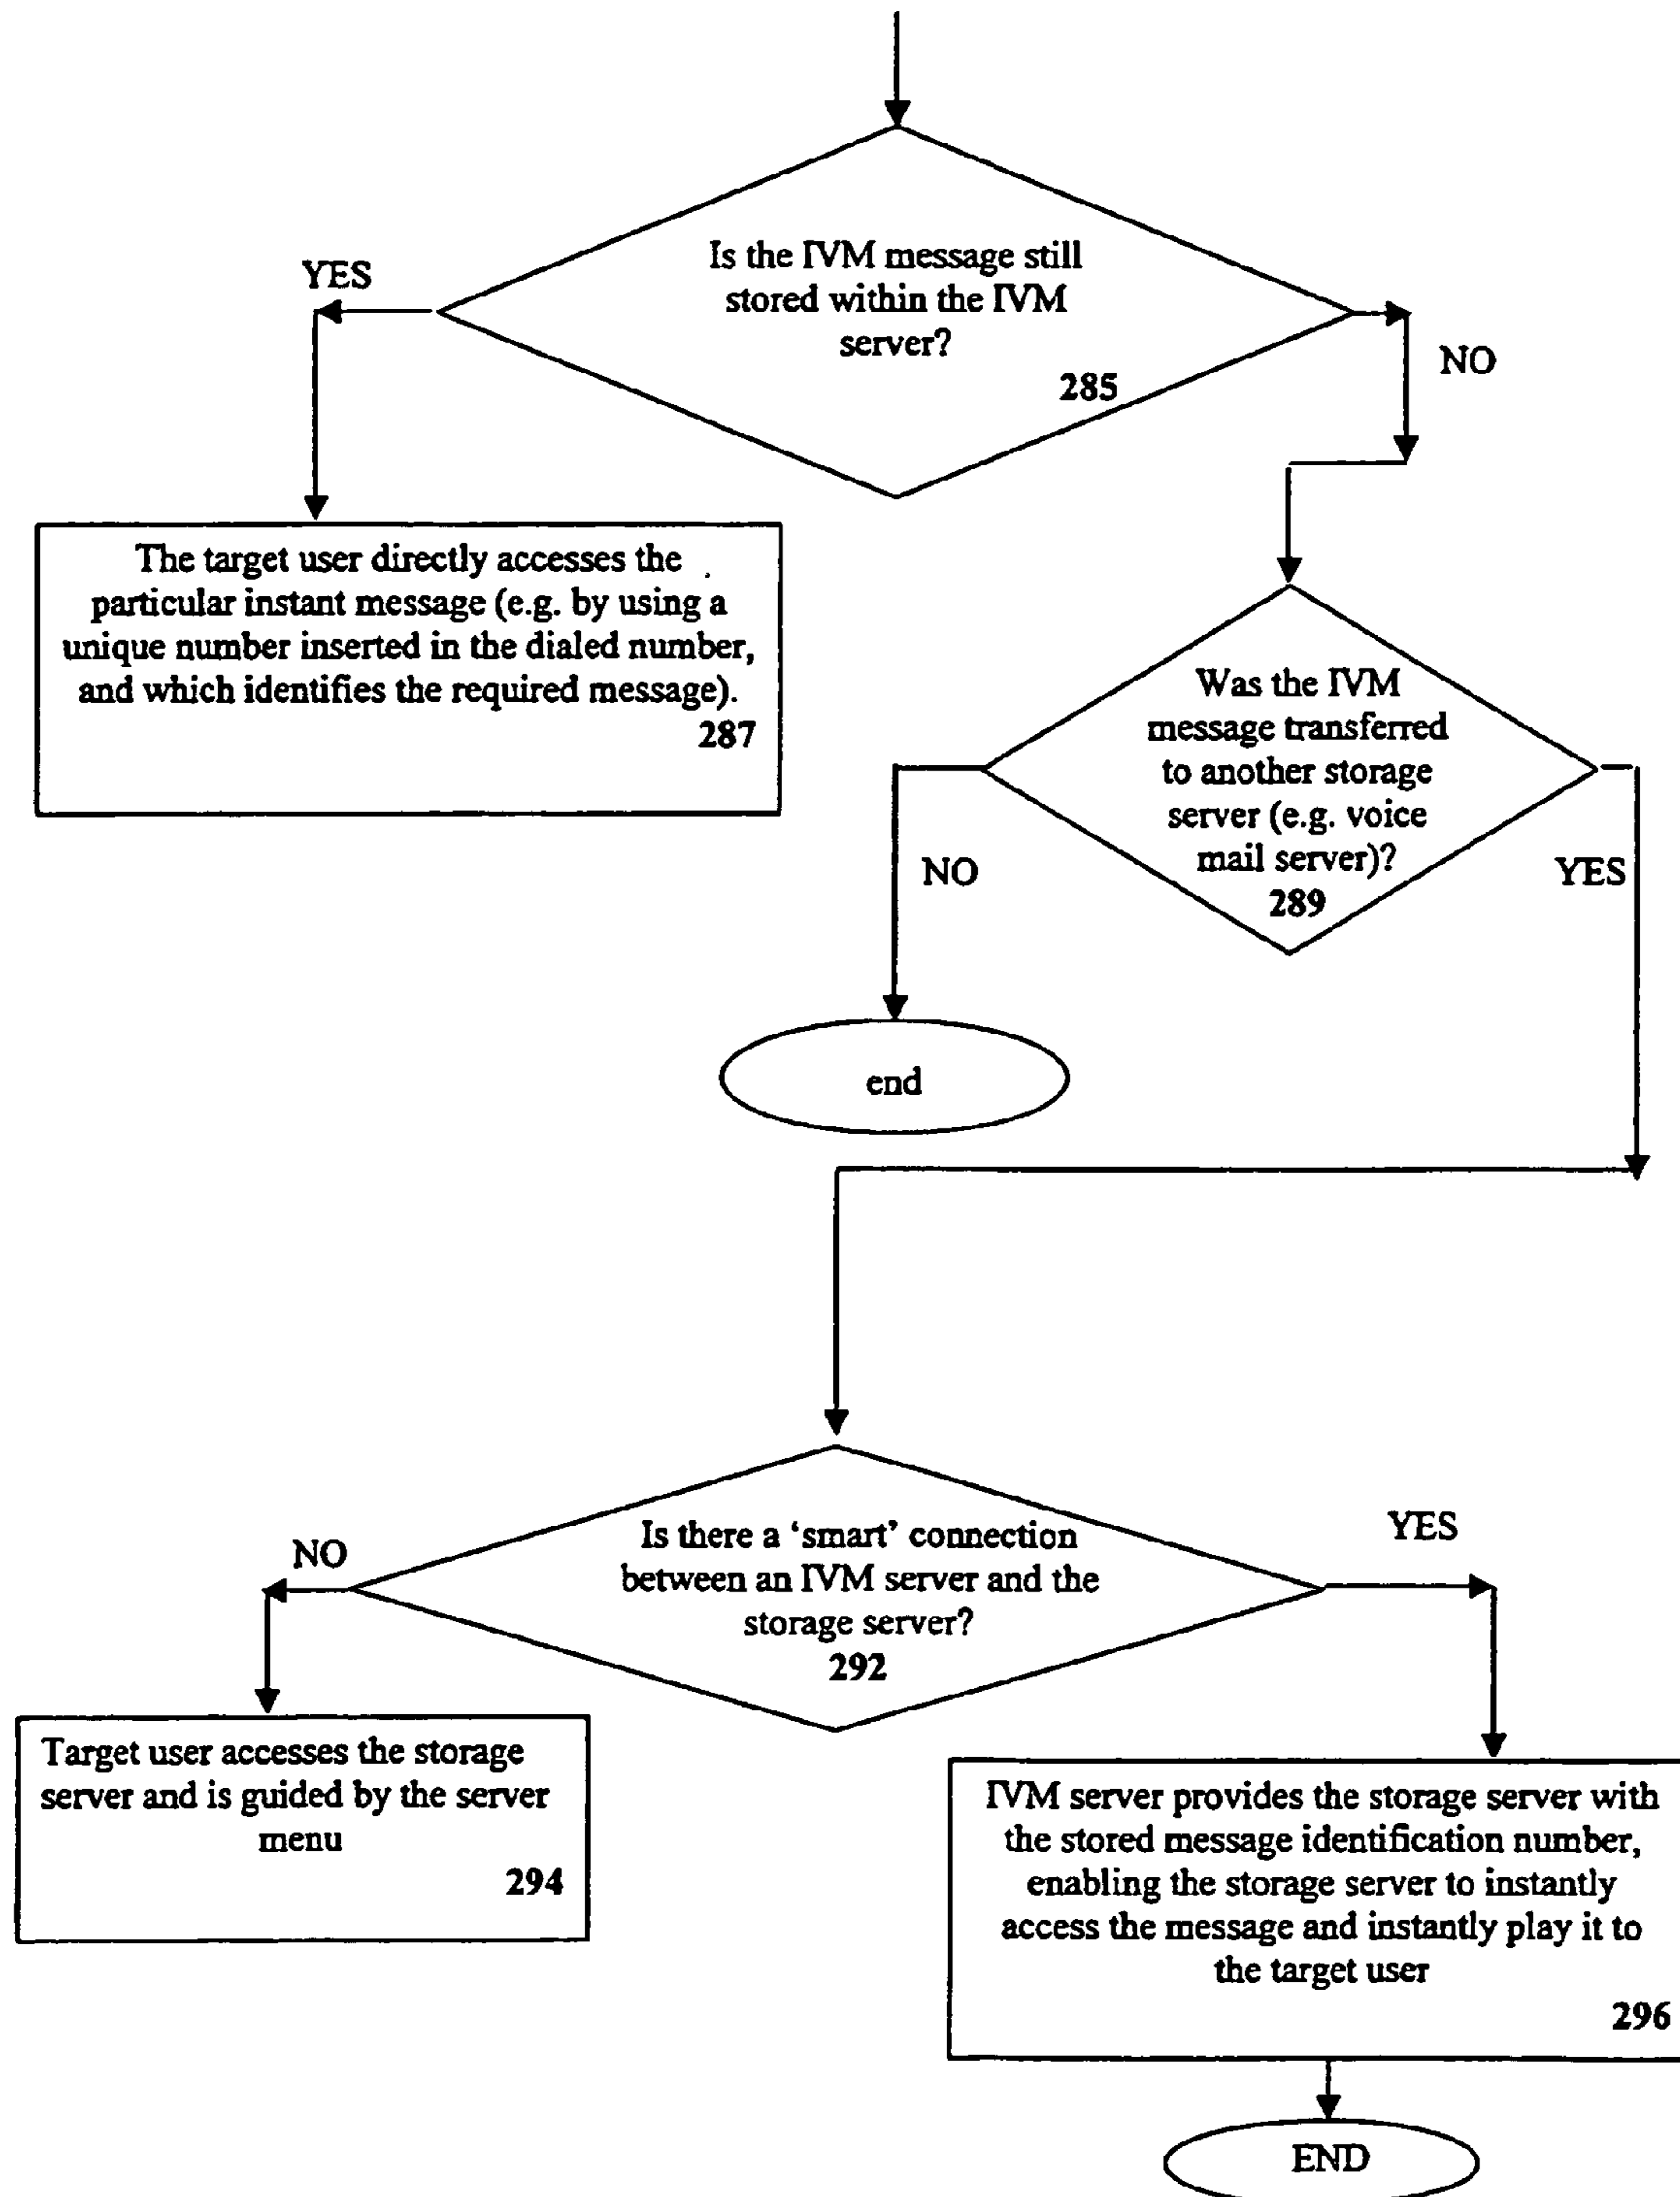 Is the IVM message still
stored within the IVM
server?
285
YES
NO
The target user directly accesses the
particular instant message (e.g. by using a
unique number inserted in the dialed number,
and which identifies the required message).
287
Was the IVM
message transferred
to another storage
server (e.g. voice
mail server)?
289
NO
YES
end
Is there a ‘smart’ connection
between an IVM server and the
storage server?
292
NO
YES
Target user accesses the storage
server and is guided by the server
menu
294
IVM server provides the storage server with
the stored message identification number,
enabling the storage server to instantly
access the message and instantly play it to
the target user
296
END